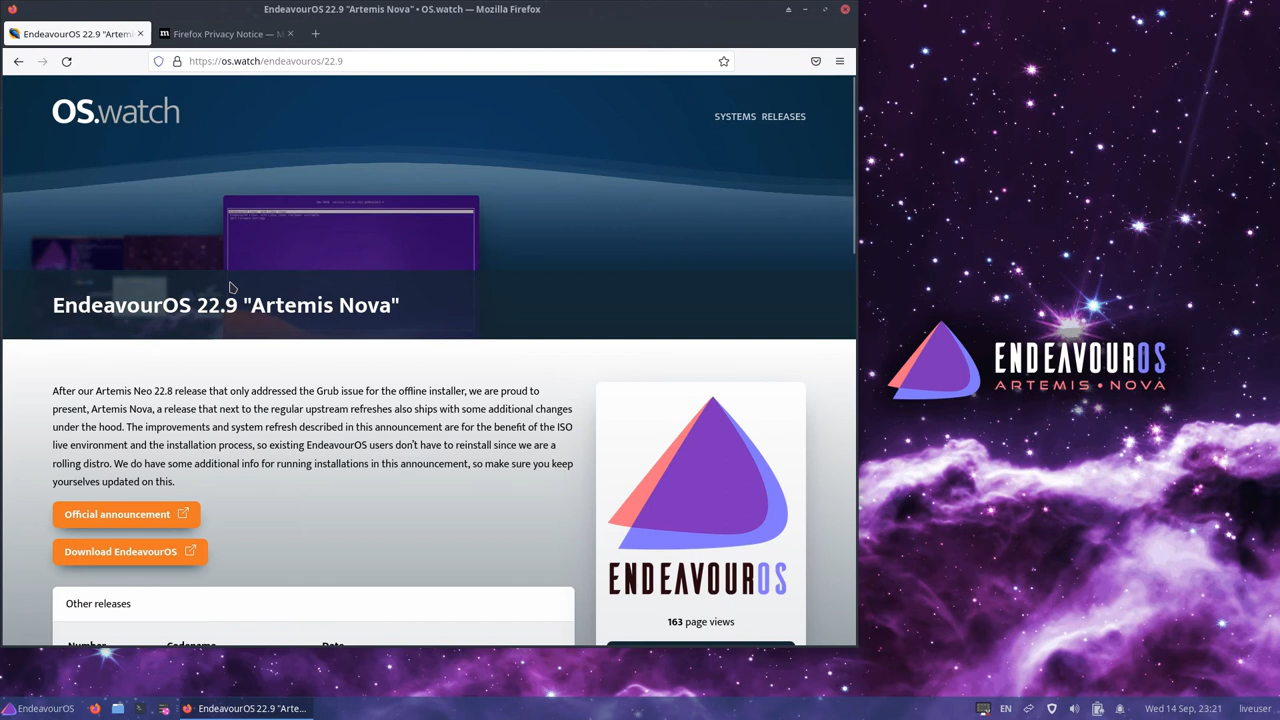 EndeavourOS 22.9 "Artemis Nova" • OS.watch — Mozilla Firefox
EndeavourOS 22.9 "Artemi
Firefox Privacy Notice — M
https://os.watch/endeavouros/22.9
OS.watch
SYSTEMS RELEASES
EndeavourOS 22.9 "Artemis Nova"
After our Artemis Neo 22.8 release that only addressed the Grub issue for the offline installer, we are proud to
present, Artemis Nova, a release that next to the regular upstream refreshes also ships with some additional changes
under the hood. The improvements and system refresh described in this announcement are for the benefit of the ISO
live environment and the installation process, so existing EndeavourOS users don't have to reinstall since we are a
rolling distro. We do have some additional info for running installations in this announcement, so make sure you keep
yourselves updated on this.
Official announcement
Download EndeavourOS
Other releases
Number Codename Date
ENDEAVOUROS
163 page views
ENDEAVOUROS
ARTEMIS • NOVA
EndeavourOS
EndeavourOS 22.9 "Arte...
EN
Wed 14 Sep, 23:21
liveuser